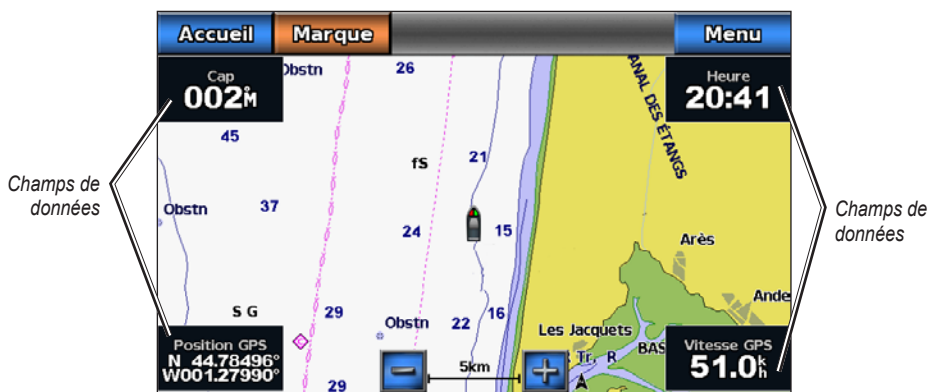 Accueil
Marque
Menu
Cap
002°M
Obstn
26
Heure
20:41
CANAL DES ÉTANGS
45
fS
21
Champs de
données
Obstn
37
24
15
Champs de
données
Arès
Ande
S G
29
Obstn
22
16
Les Jacquets
Position GPS
N 44.78496°
W001.27990°
29
5km
Tr. R
BAS
Vitesse GPS
51.0kh